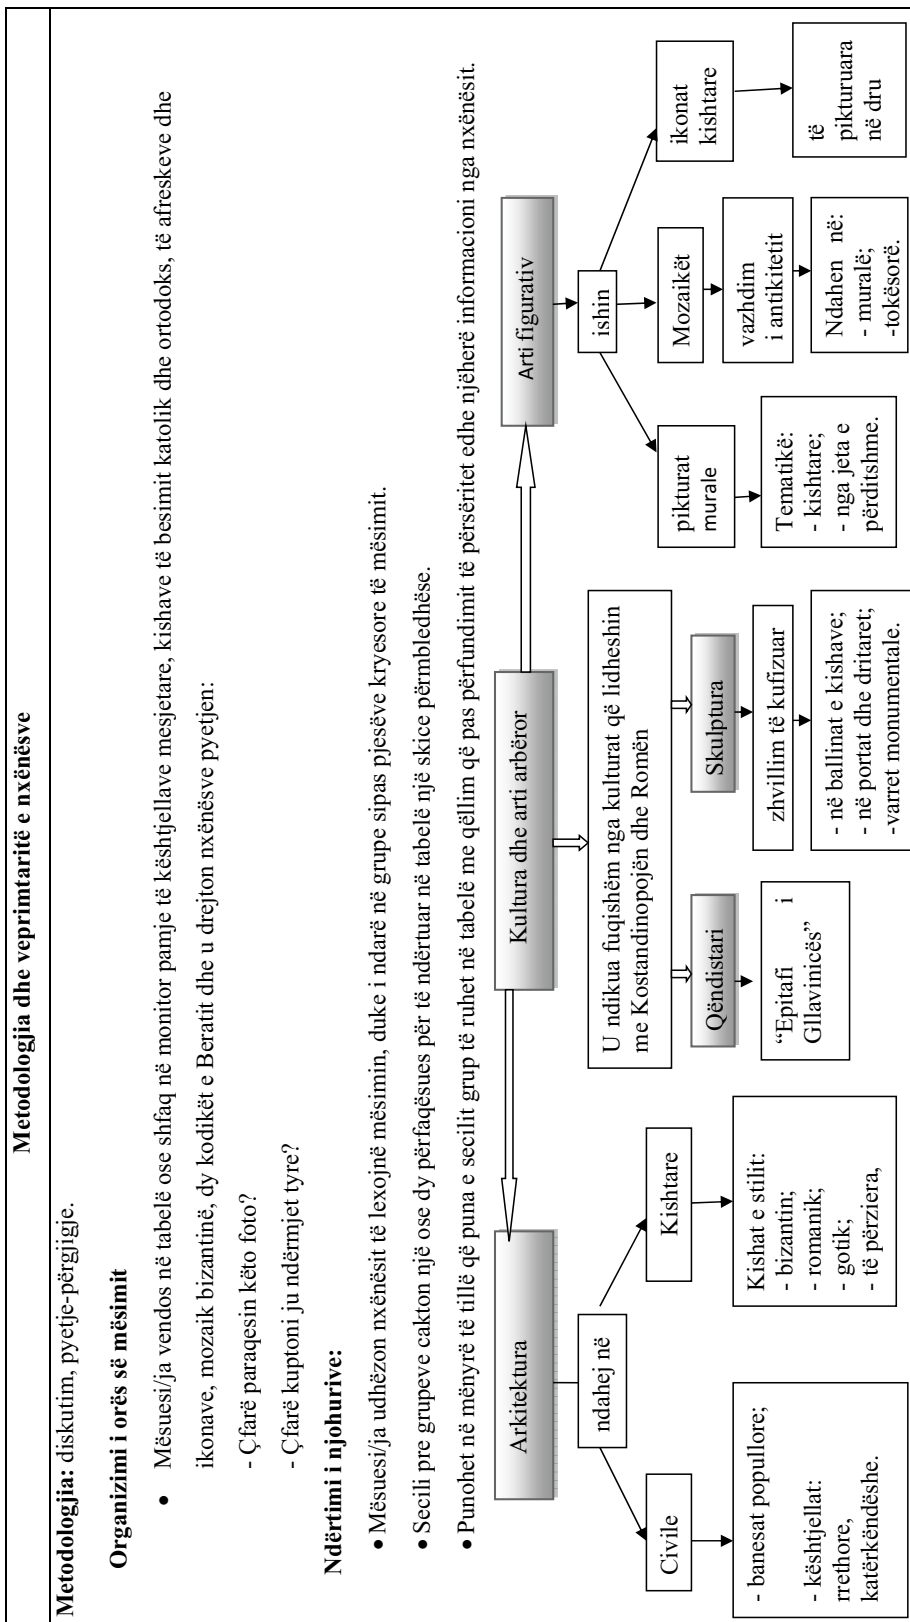 Metodologjia dhe veprimtaritë e nxënësve
Metodologjia: diskutim, pyetje-përgjigje.
Organizimi i orës së mësimit
• Mësuesi/ja vendos në tabelë ose shfaq në monitor pamje të kështjellave mesjetare, kishave të besimit katolik dhe ortodoks, të afreskeve dhe
ikonave, mozaik bizantinë, dy kodikët e Beratit dhe u drejton nxënësve pyetjen:
- Çfarë paraqesin këto foto?
- Çfarë kuptoni ju ndërmjet tyre?
Ndërtimi i njohurive:
• Mësuesi/ja udhëzon nxënësit të lexojnë mësimin, duke i ndarë në grupe sipas pjesëve kryesore të mësimit.
• Secili pre grupeve cakton një ose dy përfaqësues për të ndërtuar në tabelë një skice përmbledhëse.
• Punohet në mënyrë të tillë që puna e secilit grup të ruhet në tabelë me qëllim që pas përfundimit të përsëritet edhe njëherë informacioni nga nxënësit.
Arkitektura
Kultura dhe arti arbëror
Arti figurativ
ndahej në
Civile
Kishtare
- banesat popullore;
- kështjellat:
rrethore,
katërkëndëshe.
Kishat e stilit:
- bizantin;
- romanik;
- gotik;
- të përziera,
U ndikua fuqishëm nga kulturat që lidheshin
me Kostandinopojën dhe Romën
Qëndistari
Skulptura
“Epitafi i
Gllavinicës”
zhvillim të kufizuar
- në ballinat e kishave;
- në portat dhe dritaret;
-varret monumentale.
ishin
pikturat
murale
Mozaikët
ikonat
kishtare
Tematikë:
- kishtare;
- nga jeta e
përditshme.
vazhdim
i antikitetit
Ndahen në:
- muralë;
-tokësorë.
të
pikturuara
në dru